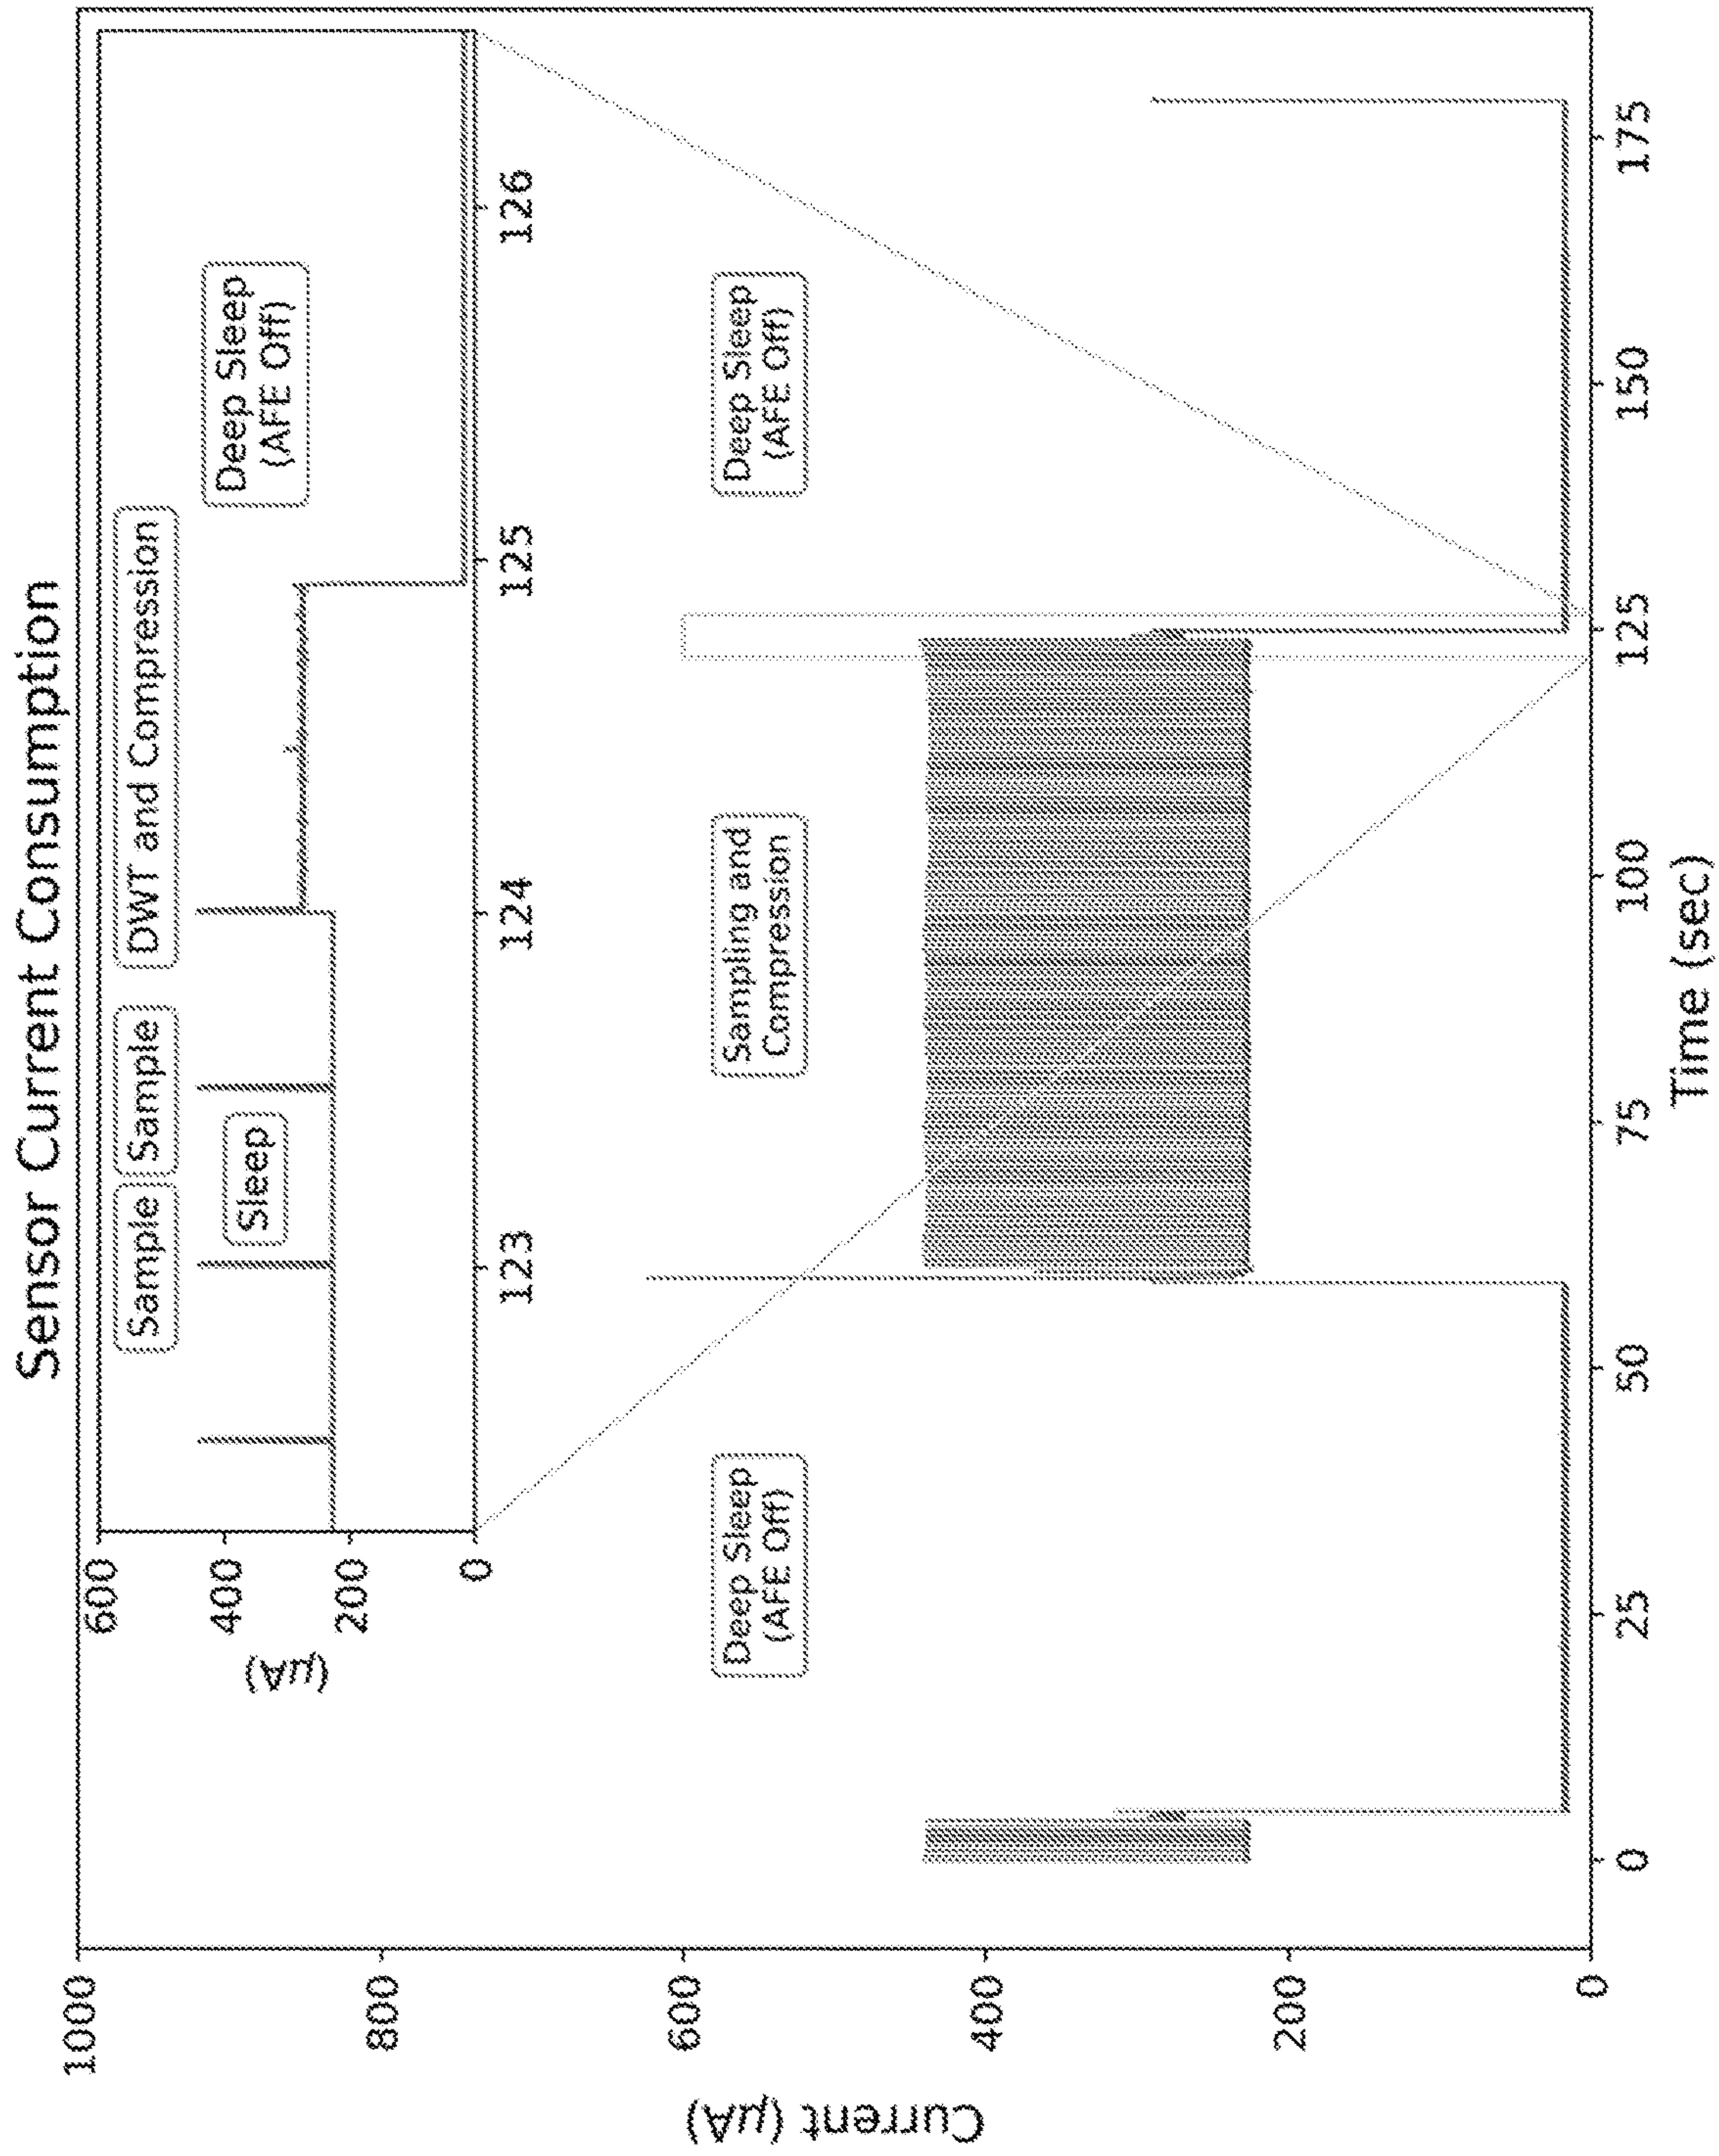 Sensor Current Consumption
1000
800
600
400
200
0
Current (μA)
600
400
200
0
(μA)
Sample
Sample
DWT and Compression
Sleep
Deep Sleep
(AFE Off)
123
124
125
126
Deep Sleep
(AFE Off)
Sampling and
Compression
Deep Sleep
(AFE Off)
0
25
50
75
100
125
150
175
Time (sec)